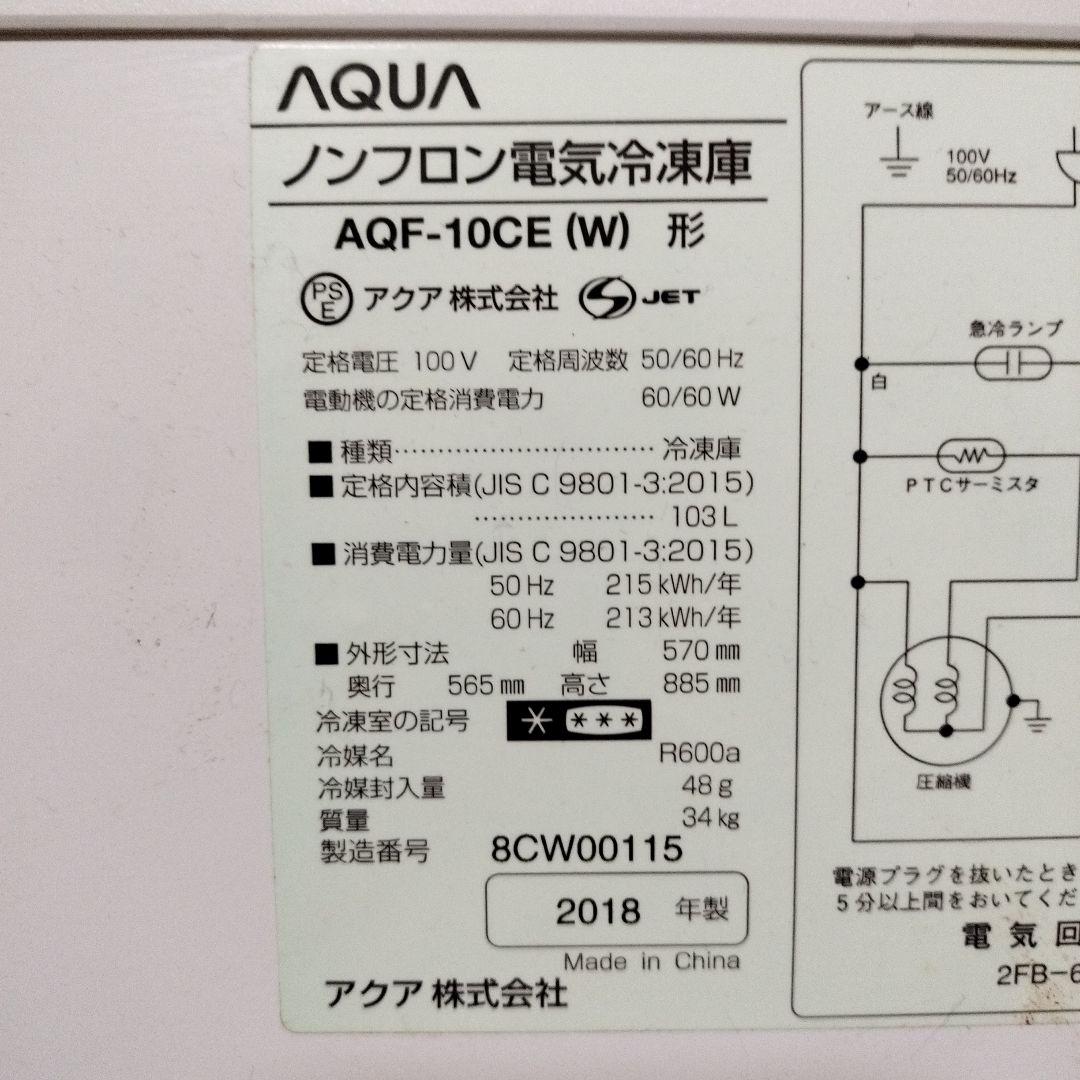 AQUA
ノンフロン電気冷凍庫
AQF-10CE (W) 形
PSE アクア 株式会社 S JET
定格電圧 100V 定格周波数 50/60Hz
電動機の定格消費電力 60/60W
■ 種類………………………… 冷凍庫
■ 定格内容積(JIS C 9801-3:2015)
………………… 103L
■ 消費電力量(JIS C 9801-3:2015)
50Hz 215kWh/年
60Hz 213kWh/年
■ 外形寸法 幅 570mm
奥行 565mm 高さ 885mm
冷凍室の記号 * ***
冷媒名 R600a
冷媒封入量 48g
質量 34kg
製造番号 8CW00115
2018 年製
Made in China
アクア 株式会社
アース線
100V
50/60Hz
急冷ランプ
白
PTCサーミスタ
圧縮機
電源プラグを抜いたとき
5分以上間をおいてくだ
電気回
2FB-6